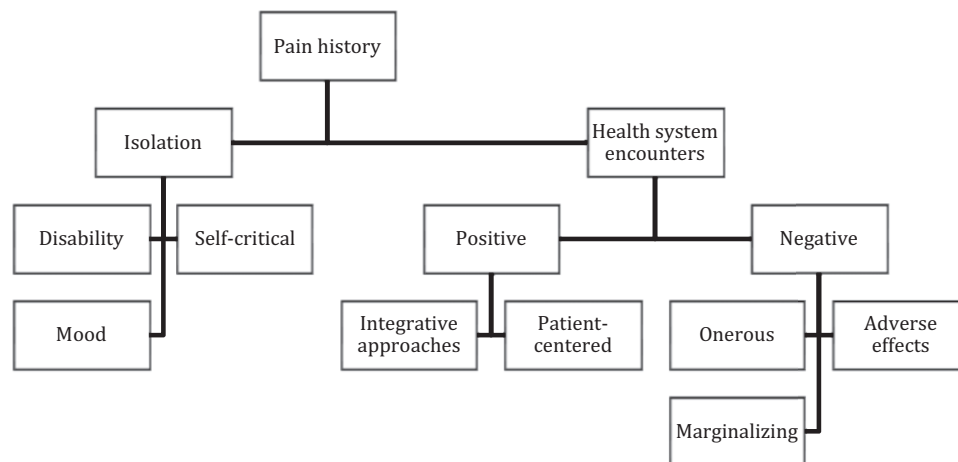 Pain history
Isolation
Health system
encounters
Disability
Self-critical
Positive
Negative
Mood
Integrative
approaches
Patient-
centered
Onerous
Adverse
effects
Marginalizing